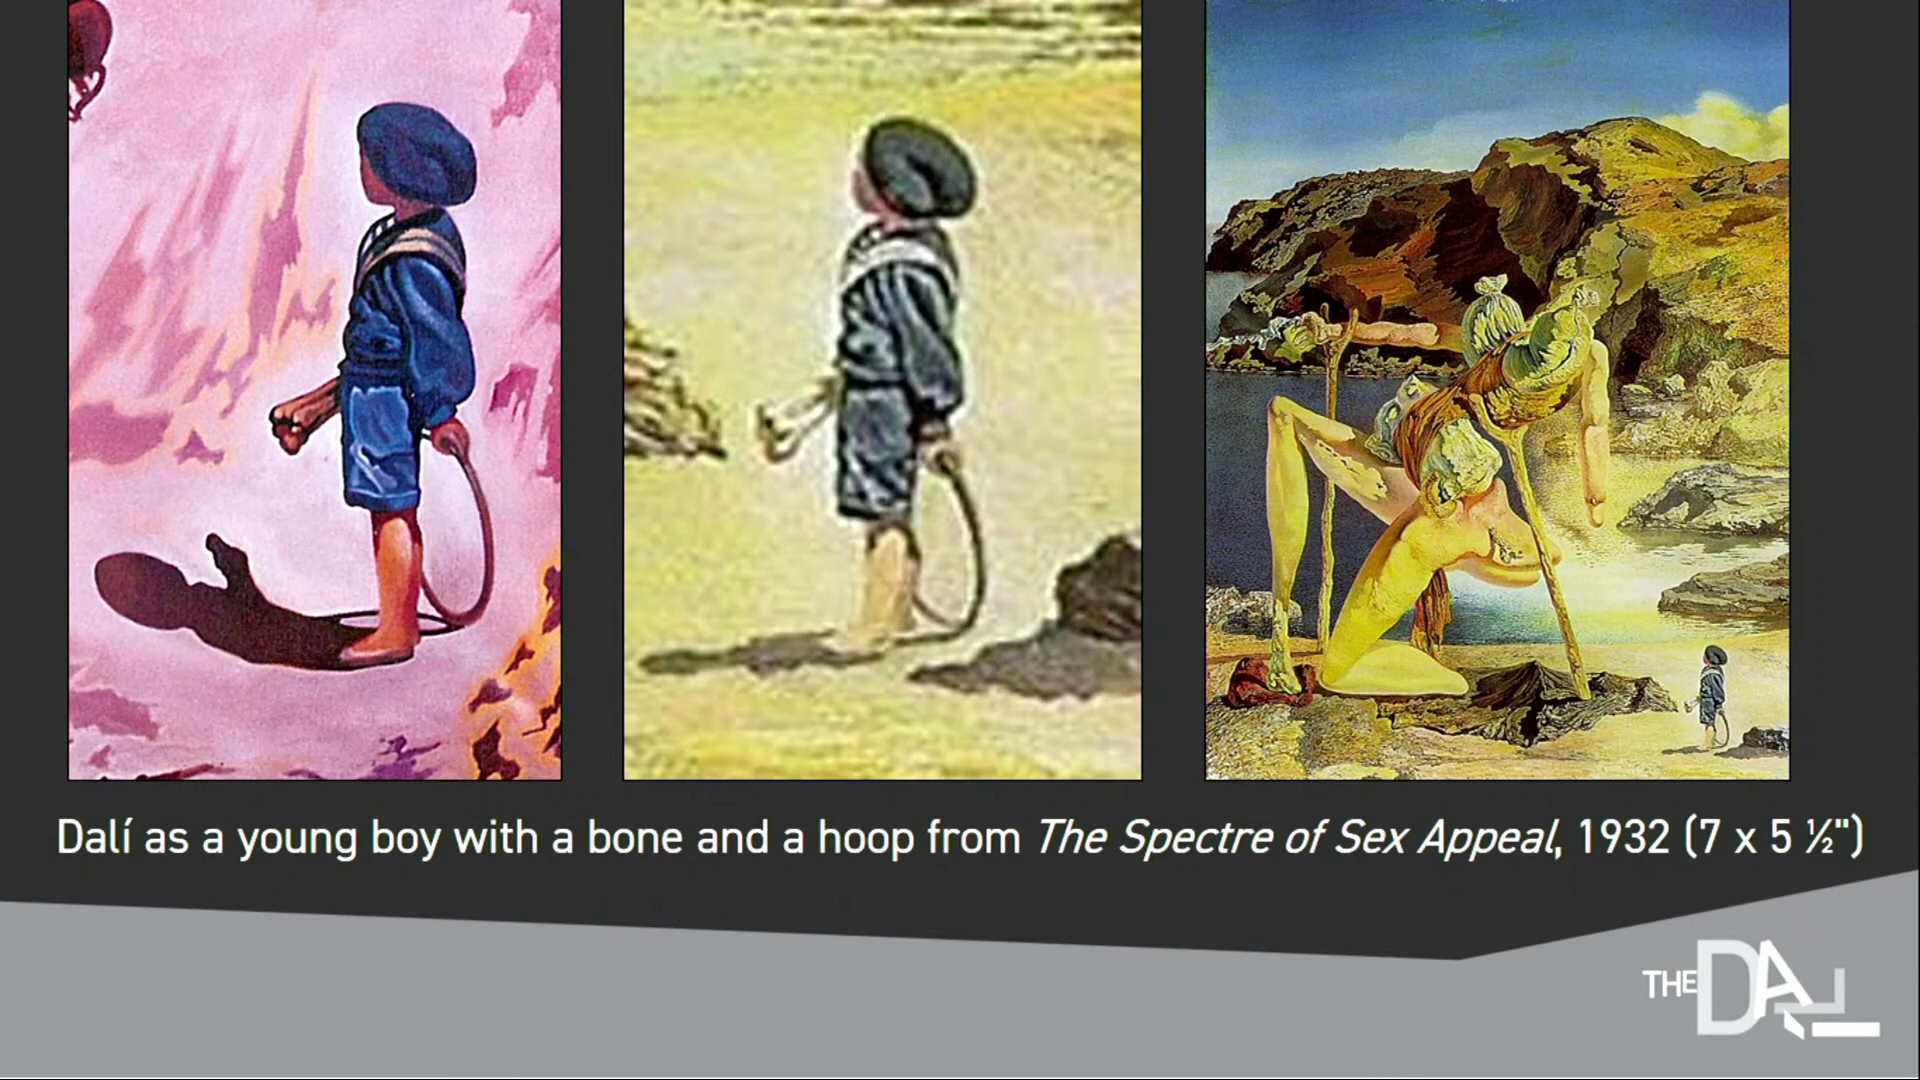 Dalí as a young boy with a bone and a hoop from The Spectre of Sex Appeal, 1932 (7 x 5 ½")
THE DALÍ